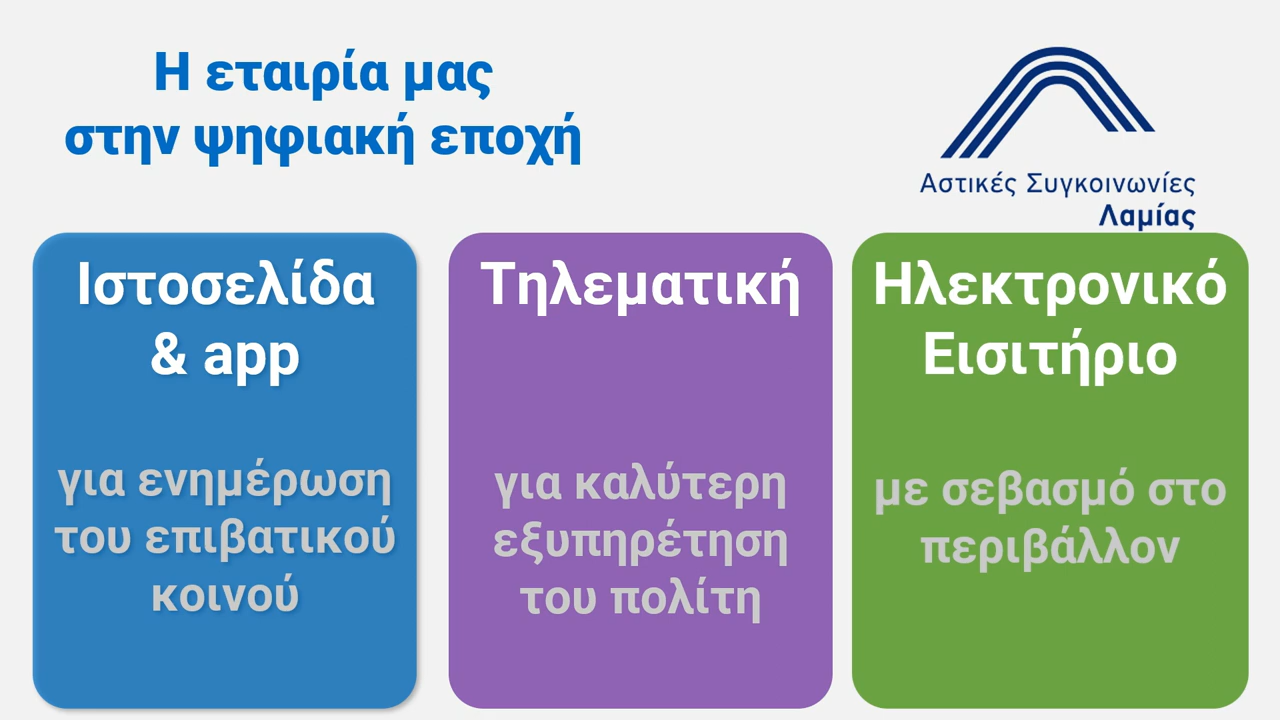 Η εταιρία μας
στην ψηφιακή εποχή
Αστικές Συγκοινωνίες
Λαμίας
Ιστοσελίδα
& app
για ενημέρωση
του επιβατικού
κοινού
Τηλεματική
για καλύτερη
εξυπηρέτηση
του πολίτη
Ηλεκτρονικό
Εισιτήριο
με σεβασμό στο
περιβάλλον